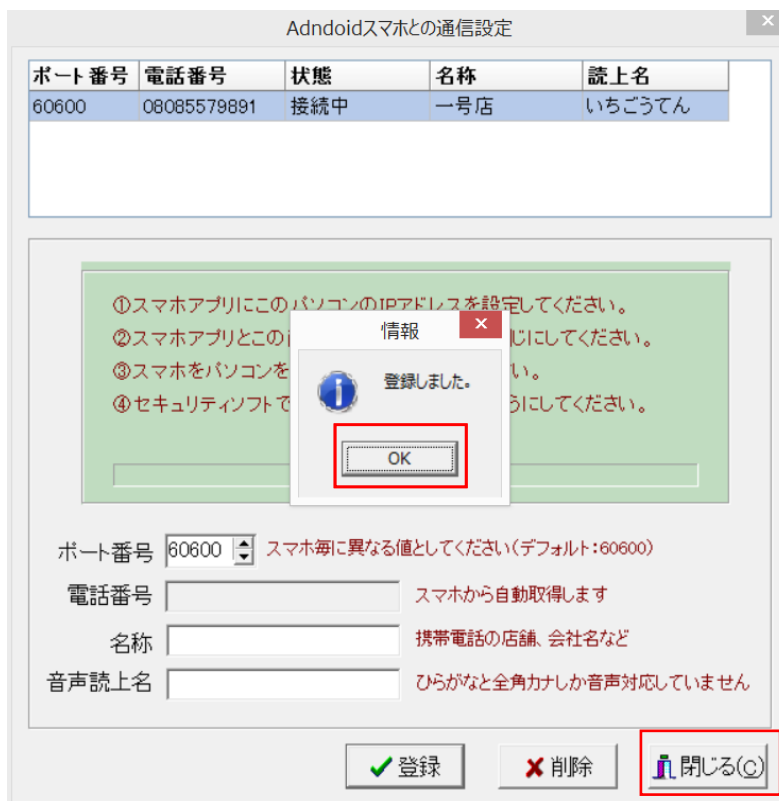 Adndoidスマホとの通信設定
ポート番号 電話番号 状態 名称 読上名
60600 08085579891 接続中 一号店 いちごうてん
①スマホアプリにこのパソコンのIPアドレスを設定してください。
②スマホアプリとこの じにしてください。
③スマホをパソコンを い。
④セキュリティソフトで うにしてください。
情報
登録しました。
OK
ポート番号 60600 スマホ毎に異なる値としてください(デフォルト:60600)
電話番号 スマホから自動取得します
名称 携帯電話の店舗、会社名など
音声読上名 ひらがなと全角カナしか音声対応していません
登録 削除 閉じる(C)